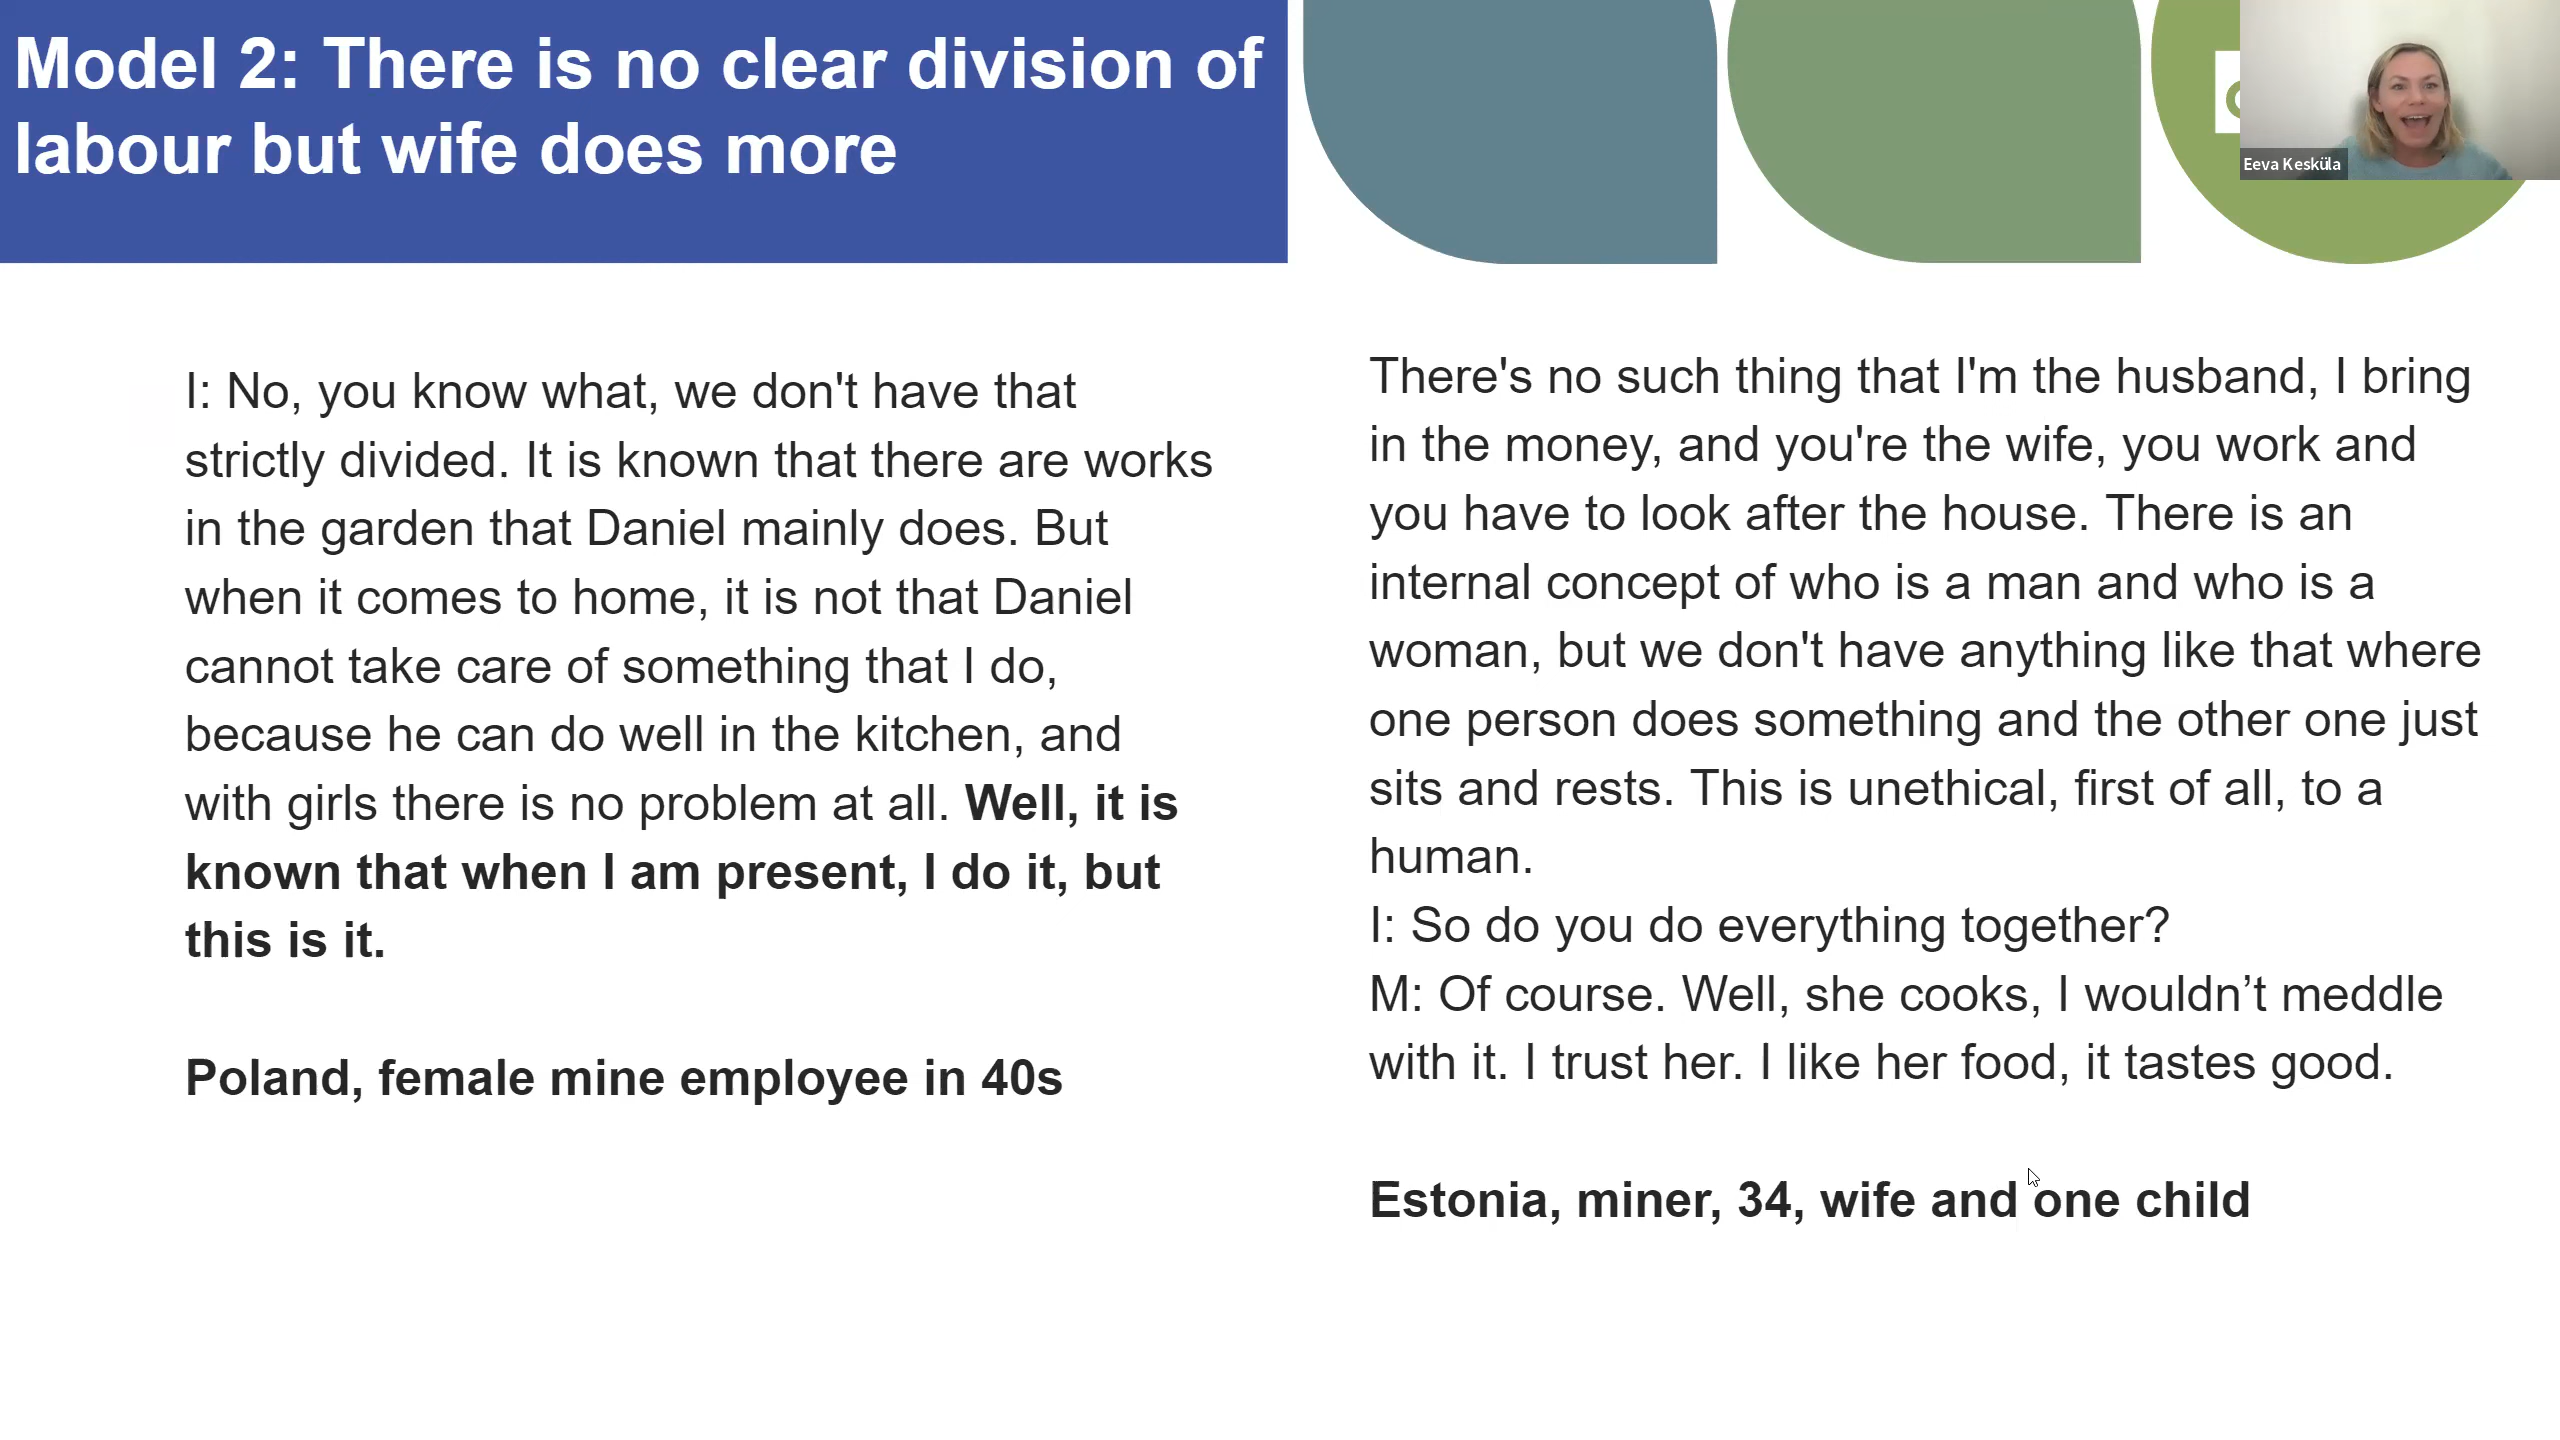 Model 2: There is no clear division of
labour but wife does more
Eeva Kesküla
I: No, you know what, we don't have that
strictly divided. It is known that there are works
in the garden that Daniel mainly does. But
when it comes to home, it is not that Daniel
cannot take care of something that I do,
because he can do well in the kitchen, and
with girls there is no problem at all. Well, it is
known that when I am present, I do it, but
this is it.
Poland, female mine employee in 40s
There's no such thing that I'm the husband, I bring
in the money, and you're the wife, you work and
you have to look after the house. There is an
internal concept of who is a man and who is a
woman, but we don't have anything like that where
one person does something and the other one just
sits and rests. This is unethical, first of all, to a
human.
I: So do you do everything together?
M: Of course. Well, she cooks, I wouldn’t meddle
with it. I trust her. I like her food, it tastes good.
Estonia, miner, 34, wife and one child